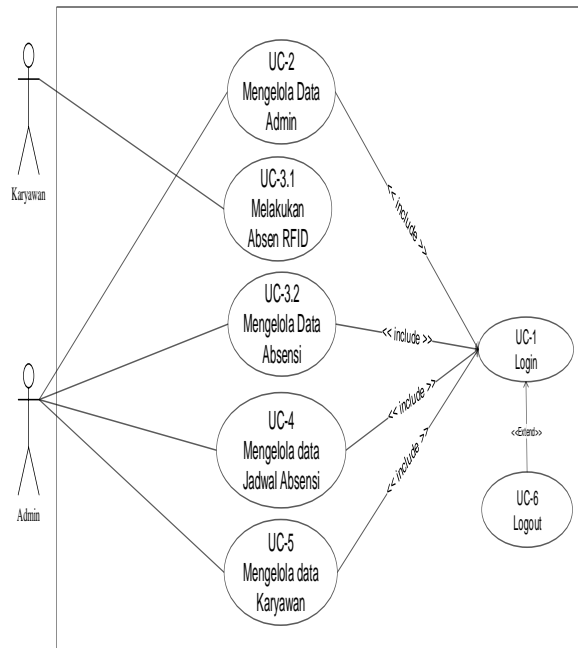 UC-2
Mengelola Data
Admin
Karyawan
UC-3.1
Melakukan
Absen RFID
<< include >>
UC-3.2
Mengelola Data
Absensi
<< include >>
UC-1
Login
Admin
UC-4
Mengelola data
Jadwal Absensi
<< include >>
<< include >>
<<Extend>>
UC-6
Logout
UC-5
Mengelola data
Karyawan